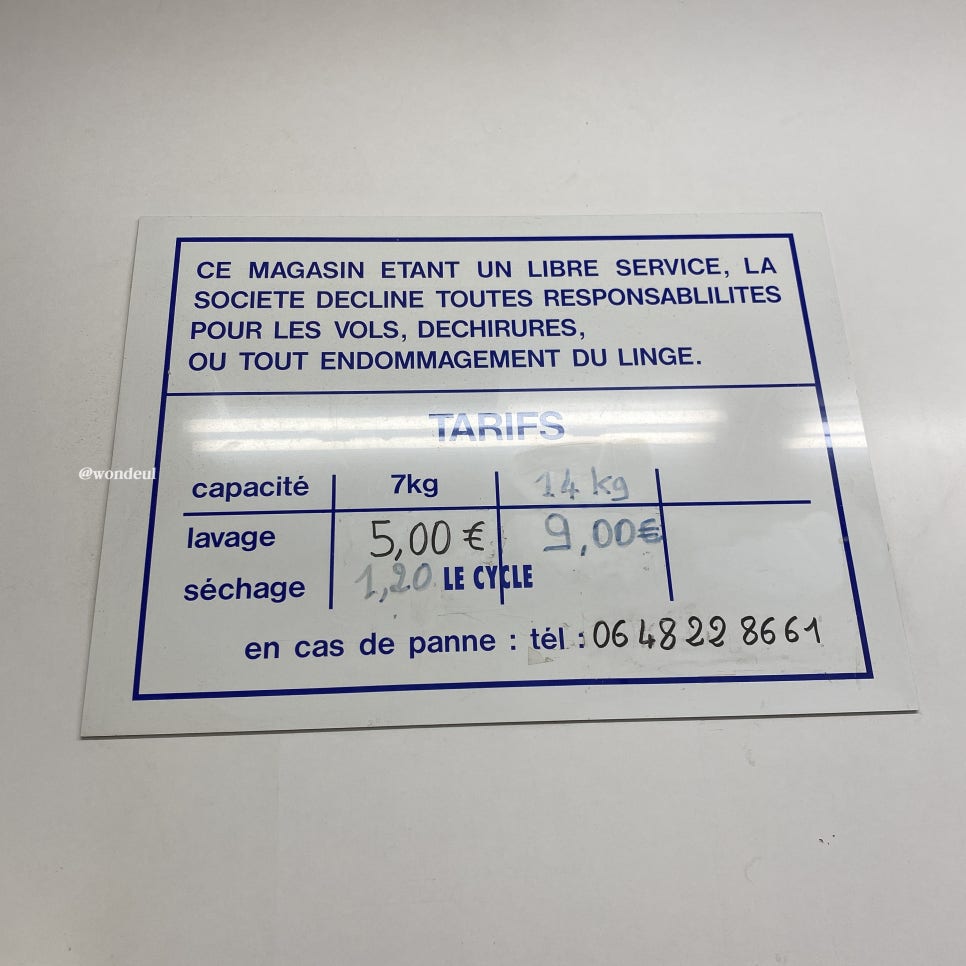 CE MAGASIN ETANT UN LIBRE SERVICE, LA
SOCIETE DECLINE TOUTES RESPONSABLILITES
POUR LES VOLS, DECHIRURES,
OU TOUT ENDOMMAGEMENT DU LINGE.
TARIFS
@wondeul
capacité 7kg 14 kg
lavage 5,00 € 9,00€
séchage 1,20 LE CYCLE
en cas de panne : tél : 06 48 22 86 61